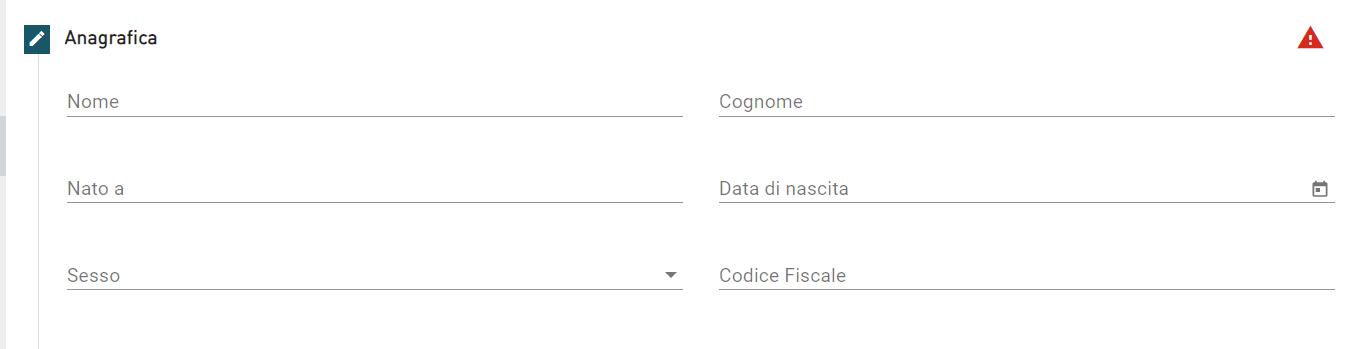 Anagrafica
Nome
Cognome
Nato a
Data di nascita
Sesso
Codice Fiscale